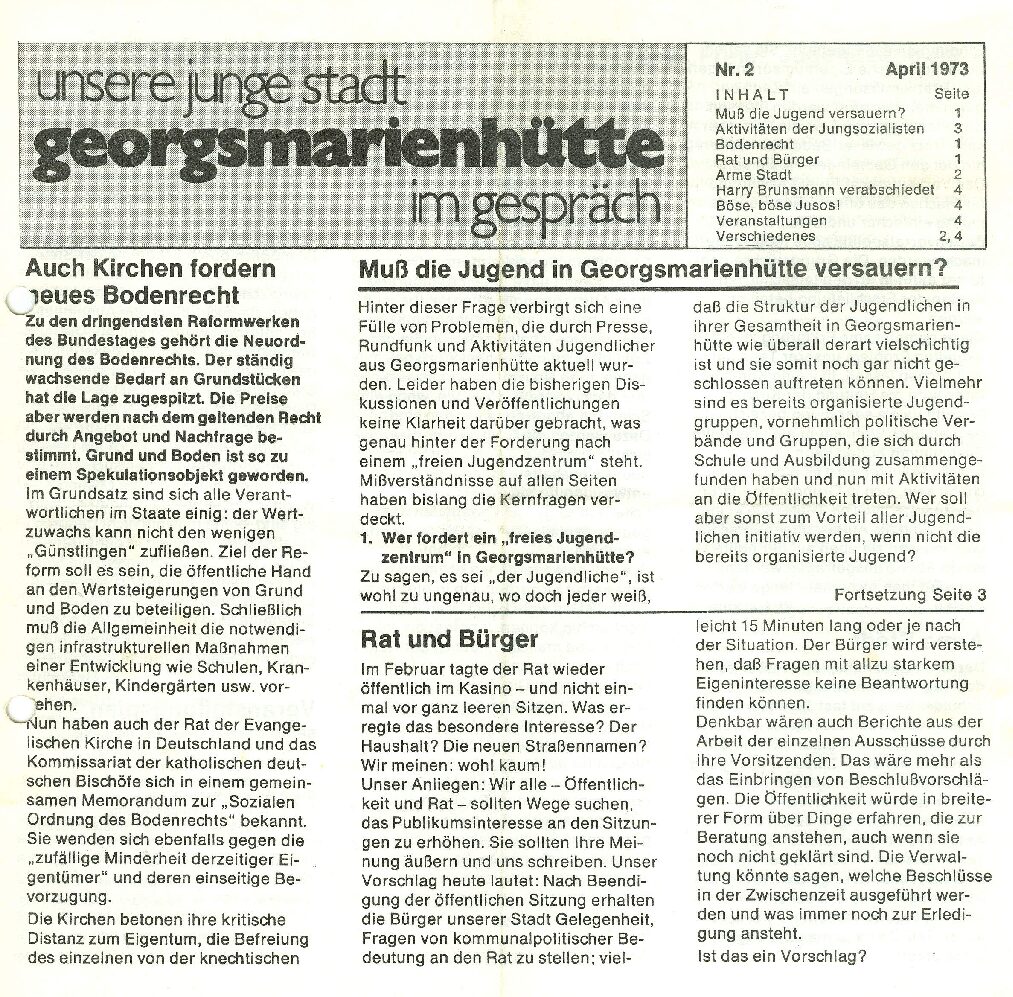 unsere junge stadt
georgsmarienhütte
im gespräch
Nr. 2 April 1973
INHALT Seite
Muß die Jugend versauern? 1
Aktivitäten der Jungsozialisten 3
Bodenrecht 1
Rat und Bürger 1
Arme Stadt 2
Harry Brunsmann verabschiedet 4
Böse, böse Jusos! 4
Veranstaltungen 4
Verschiedenes 2, 4
Auch Kirchen fordern
neues Bodenrecht
Zu den dringendsten Reformwerken
des Bundestages gehört die Neuord-
nung des Bodenrechts. Der ständig
wachsende Bedarf an Grundstücken
hat die Lage zugespitzt. Die Preise
aber werden nach dem geltenden Recht
durch Angebot und Nachfrage be-
stimmt. Grund und Boden ist so zu
einem Spekulationsobjekt geworden.
Im Grundsatz sind sich alle Verant-
wortlichen im Staate einig: der Wert-
zuwachs kann nicht den wenigen
„Günstlingen“ zufließen. Ziel der Re-
form soll es sein, die öffentliche Hand
an den Wertsteigerungen von Grund
und Boden zu beteiligen. Schließlich
muß die Allgemeinheit die notwendi-
gen infrastrukturellen Maßnahmen
einer Entwicklung wie Schulen, Kran-
kenhäuser, Kindergärten usw. vor-
sehen.
Nun haben auch der Rat der Evange-
lischen Kirche in Deutschland und das
Kommissariat der katholischen deut-
schen Bischöfe sich in einem gemein-
samen Memorandum zur „Sozialen
Ordnung des Bodenrechts“ bekannt.
Sie wenden sich ebenfalls gegen die
„zufällige Minderheit derzeitiger Ei-
gentümer“ und deren einseitige Be-
vorzugung.
Die Kirchen betonen ihre kritische
Distanz zum Eigentum, die Befreiung
des einzelnen von der knechtischen
Muß die Jugend in Georgsmarienhütte versauern?
Hinter dieser Frage verbirgt sich eine
Fülle von Problemen, die durch Presse,
Rundfunk und Aktivitäten Jugendlicher
aus Georgsmarienhütte aktuell wur-
den. Leider haben die bisherigen Dis-
kussionen und Veröffentlichungen
keine Klarheit darüber gebracht, was
genau hinter der Forderung nach
einem „freien Jugendzentrum“ steht.
Mißverständnisse auf allen Seiten
haben bislang die Kernfragen ver-
deckt.
1. Wer fordert ein „freies Jugend-
zentrum“ in Georgsmarienhütte?
Zu sagen, es sei „der Jugendliche“, ist
wohl zu ungenau, wo doch jeder weiß,
daß die Struktur der Jugendlichen in
ihrer Gesamtheit in Georgsmarien-
hütte wie überall derart vielschichtig
ist und sie somit noch gar nicht ge-
schlossen auftreten können. Vielmehr
sind es bereits organisierte Jugend-
gruppen, vornehmlich politische Ver-
bände und Gruppen, die sich durch
Schule und Ausbildung zusammenge-
funden haben und nun mit Aktivitäten
an die Öffentlichkeit treten. Wer soll
aber sonst zum Vorteil aller Jugend-
lichen initiativ werden, wenn nicht die
bereits organisierte Jugend?
Fortsetzung Seite 3
Rat und Bürger
Im Februar tagte der Rat wieder
öffentlich im Kasino – und nicht ein-
mal vor ganz leeren Sitzen. Was er-
regte das besondere Interesse? Der
Haushalt? Die neuen Straßennamen?
Wir meinen: wohl kaum!
Unser Anliegen: Wir alle – Öffentlich-
keit und Rat – sollten Wege suchen,
das Publikumsinteresse an den Sitzun-
gen zu erhöhen. Sie sollten Ihre Mei-
nung äußern und uns schreiben. Unser
Vorschlag heute lautet: Nach Beendi-
gung der öffentlichen Sitzung erhalten
die Bürger unserer Stadt Gelegenheit,
Fragen von kommunalpolitischer Be-
deutung an den Rat zu stellen; viel-
leicht 15 Minuten lang oder je nach
der Situation. Der Bürger wird verste-
hen, daß Fragen mit allzu starkem
Eigeninteresse keine Beantwortung
finden können.
Denkbar wären auch Berichte aus der
Arbeit der einzelnen Ausschüsse durch
ihre Vorsitzenden. Das wäre mehr als
das Einbringen von Beschlußvorschlä-
gen. Die Öffentlichkeit würde in breite-
rer Form über Dinge erfahren, die zur
Beratung anstehen, auch wenn sie
noch nicht geklärt sind. Die Verwal-
tung könnte sagen, welche Beschlüsse
in der Zwischenzeit ausgeführt wer-
den und was immer noch zur Erledi-
gung ansteht.
Ist das ein Vorschlag?